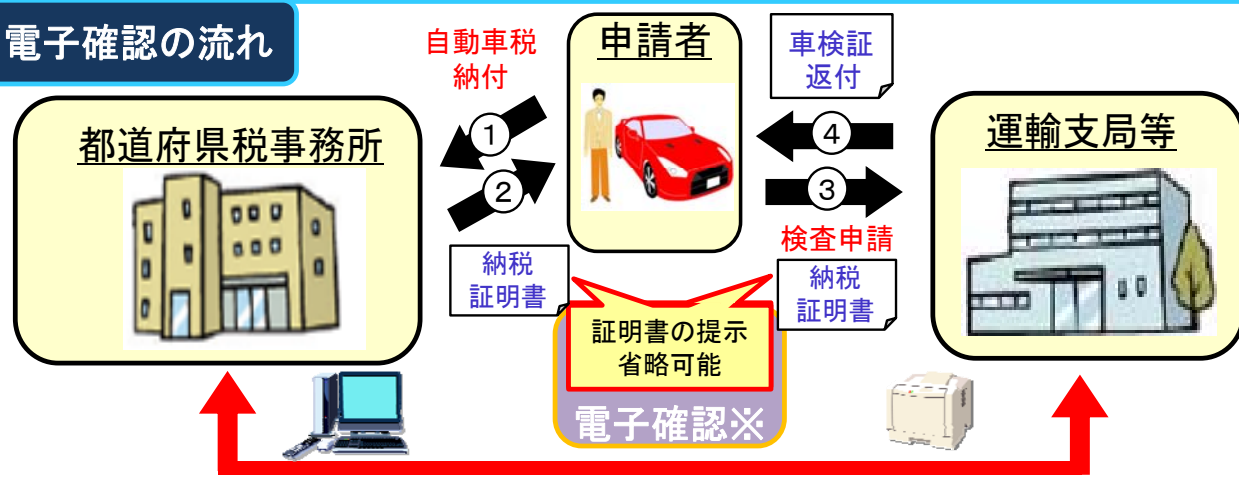 電子確認の流れ
自動車税
納付
申請者
車検証
返付
都道府県税事務所
①
②
④
③
運輸支局等
検査申請
納税
証明書
納税
証明書
証明書の提示
省略可能
電子確認※